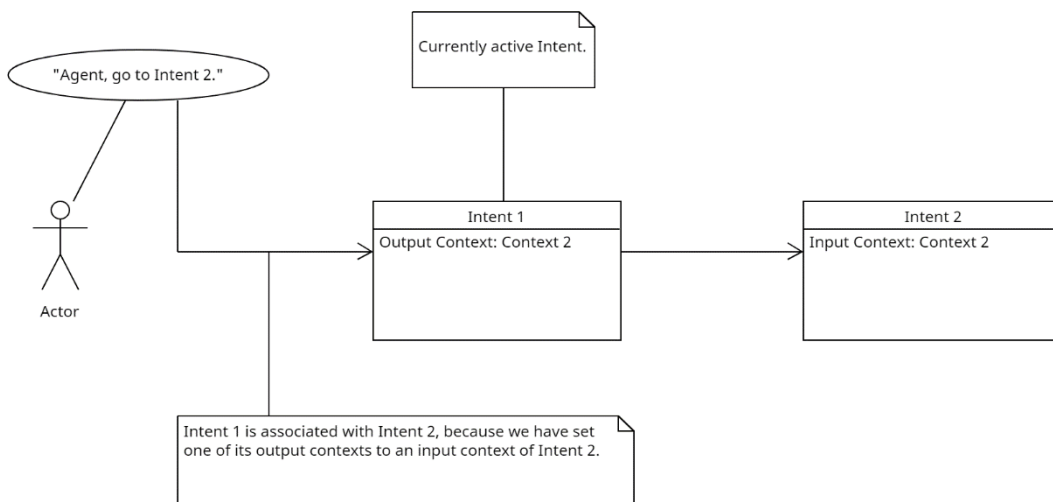 Currently active Intent.
"Agent, go to Intent 2."
Intent 1
Output Context: Context 2
Intent 2
Input Context: Context 2
Actor
Intent 1 is associated with Intent 2, because we have set
one of its output contexts to an input context of Intent 2.